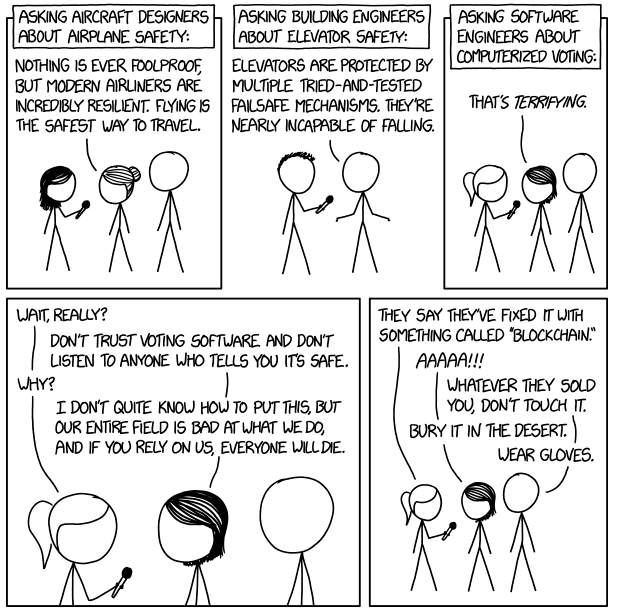 ASKING AIRCRAFT DESIGNERS
ABOUT AIRPLANE SAFETY:
NOTHING IS EVER FOOLPROOF,
BUT MODERN AIRLINERS ARE
INCREDIBLY RESILIENT. FLYING IS
THE SAFEST WAY TO TRAVEL.
ASKING BUILDING ENGINEERS
ABOUT ELEVATOR SAFETY:
ELEVATORS ARE PROTECTED BY
MULTIPLE TRIED-AND-TESTED
FAILSAFE MECHANISMS. THEY'RE
NEARLY INCAPABLE OF FALLING.
ASKING SOFTWARE
ENGINEERS ABOUT
COMPUTERIZED VOTING:
THAT'S TERRIFYING.
WAIT, REALLY?
DON'T TRUST VOTING SOFTWARE AND DON'T
LISTEN TO ANYONE WHO TELLS YOU IT'S SAFE.
WHY?
I DON'T QUITE KNOW HOW TO PUT THIS, BUT
OUR ENTIRE FIELD IS BAD AT WHAT WE DO,
AND IF YOU RELY ON US, EVERYONE WILL DIE.
THEY SAY THEY'VE FIXED IT WITH
SOMETHING CALLED "BLOCKCHAIN."
AAAAA!!!
WHATEVER THEY SOLD
YOU, DON'T TOUCH IT.
BURY IT IN THE DESERT.
WEAR GLOVES.